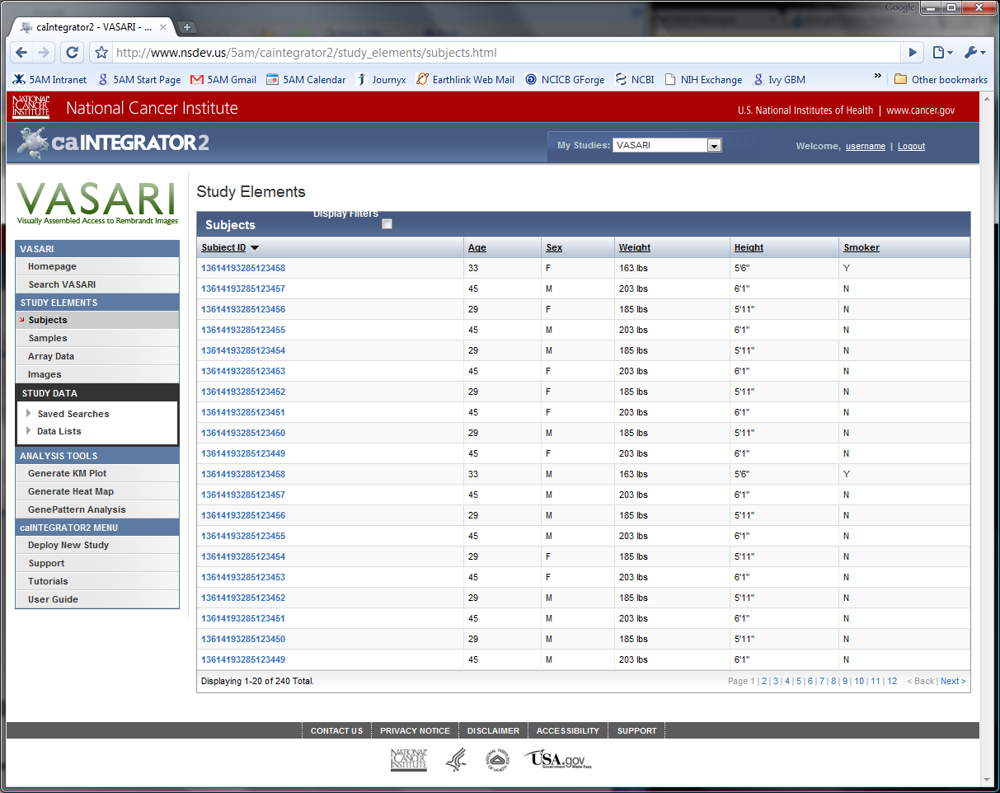 Google
caIntegrator2 - VASARI - ...
http://www.nsdev.us/5am/caintegrator2/study_elements/subjects.html
5AM Intranet 5AM Start Page 5AM Gmail 5AM Calendar Journyx Earthlink Web Mail NCICB GForge NCBI NIH Exchange Ivy GBM » Other bookmarks
NATIONAL CANCER INSTITUTE National Cancer Institute U.S. National Institutes of Health | www.cancer.gov
caINTEGRATOR2 My Studies: VASARI Welcome, username | Logout
VASARI
Visually Assembled Access to Rembrandt Images
VASARI
Homepage
Search VASARI
STUDY ELEMENTS
Subjects
Samples
Array Data
Images
STUDY DATA
Saved Searches
Data Lists
ANALYSIS TOOLS
Generate KM Plot
Generate Heat Map
GenePattern Analysis
caINTEGRATOR2 MENU
Deploy New Study
Support
Tutorials
User Guide
Study Elements
Subjects Display Filters
Subject ID Age Sex Weight Height Smoker
13614193285123458 33 F 163 lbs 5'6" Y
13614193285123457 45 M 203 lbs 6'1" N
13614193285123456 29 F 185 lbs 5'11" N
13614193285123455 45 M 203 lbs 6'1" N
13614193285123454 29 M 185 lbs 5'11" N
13614193285123453 45 F 203 lbs 6'1" N
13614193285123452 29 F 185 lbs 5'11" N
13614193285123451 45 F 203 lbs 6'1" N
13614193285123450 29 M 185 lbs 5'11" N
13614193285123449 45 F 203 lbs 6'1" N
13614193285123458 33 M 163 lbs 5'6" Y
13614193285123457 45 M 203 lbs 6'1" N
13614193285123456 29 M 185 lbs 5'11" N
13614193285123455 45 M 203 lbs 6'1" N
13614193285123454 29 F 185 lbs 5'11" N
13614193285123453 45 F 203 lbs 6'1" N
13614193285123452 29 M 185 lbs 5'11" N
13614193285123451 45 M 203 lbs 6'1" N
13614193285123450 29 M 185 lbs 5'11" N
13614193285123449 45 M 203 lbs 6'1" N
Displaying 1-20 of 240 Total. Page 1 | 2 | 3 | 4 | 5 | 6 | 7 | 8 | 9 | 10 | 11 | 12 < Back | Next >
CONTACT US PRIVACY NOTICE DISCLAIMER ACCESSIBILITY SUPPORT
NATIONAL CANCER INSTITUTE USA.gov
Government Made Easy